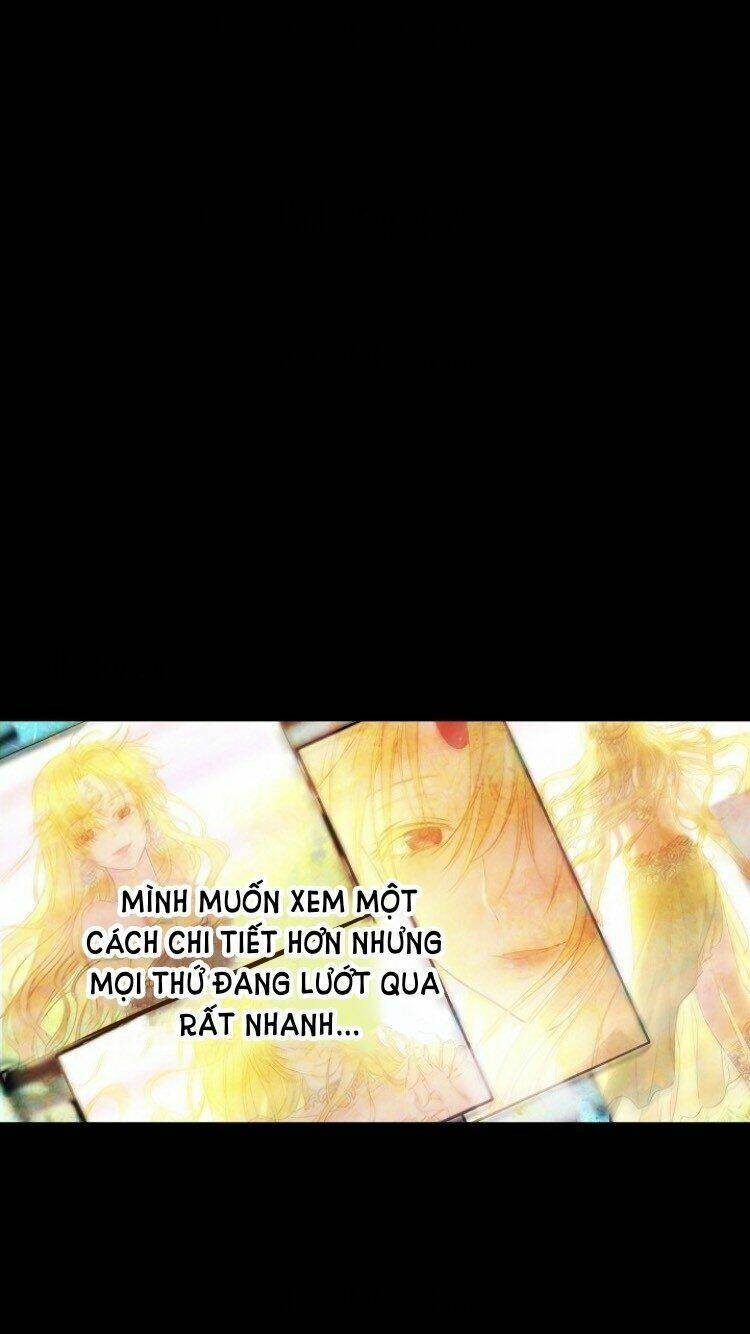 MÌNH MUỐN XEM MỘT
CÁCH CHI TIẾT HƠN NHƯNG
MỌI THỨ ĐANG LƯỚT QUA
RẤT NHANH...